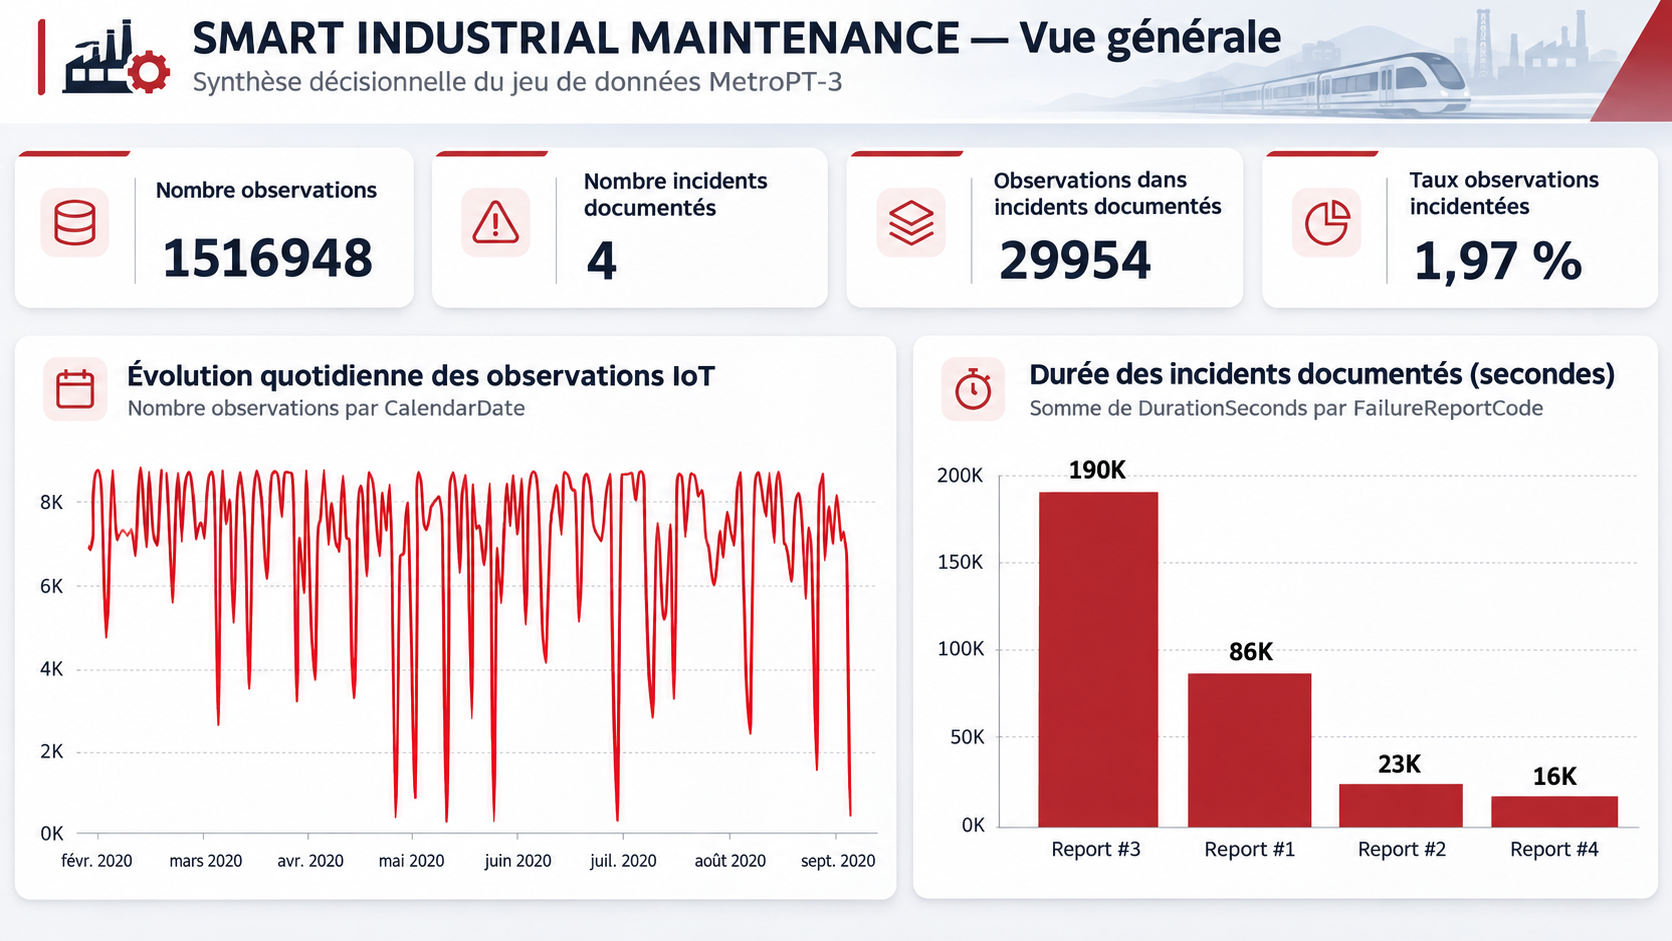 SMART INDUSTRIAL MAINTENANCE — Vue générale
Synthèse décisionnelle du jeu de données MetroPT-3
Nombre observations
1516948
Nombre incidents
documentés
4
Observations dans
incidents documentés
29954
Taux observations
incidentées
1,97 %
Évolution quotidienne des observations IoT
Nombre observations par CalendarDate
8K
6K
4K
2K
0K
févr. 2020
mars 2020
avr. 2020
mai 2020
juin 2020
juil. 2020
août 2020
sept. 2020
Durée des incidents documentés (secondes)
Somme de DurationSeconds par FailureReportCode
200K
150K
100K
50K
0K
190K
86K
23K
16K
Report #3
Report #1
Report #2
Report #4